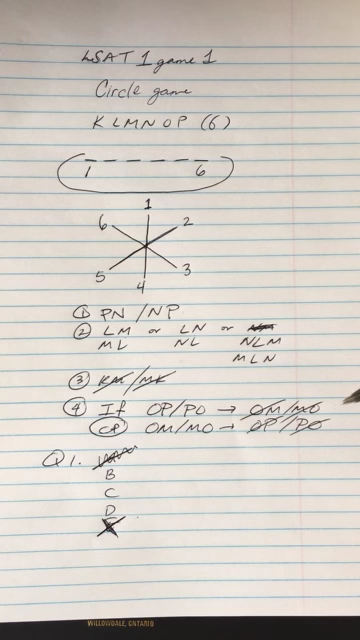 LSAT 1 game 1
Circle game
K L M N O P (6)
1 6
1
6 2
5 3
4
① PN / NP
② LM or LN or
ML NL NLM
MLN
③ KM / MK
④ If OP/PO → OM/MO
CP OM/MO → OP/PO
Q1.
B
C
D
WILLOWDALE, ONTARIO